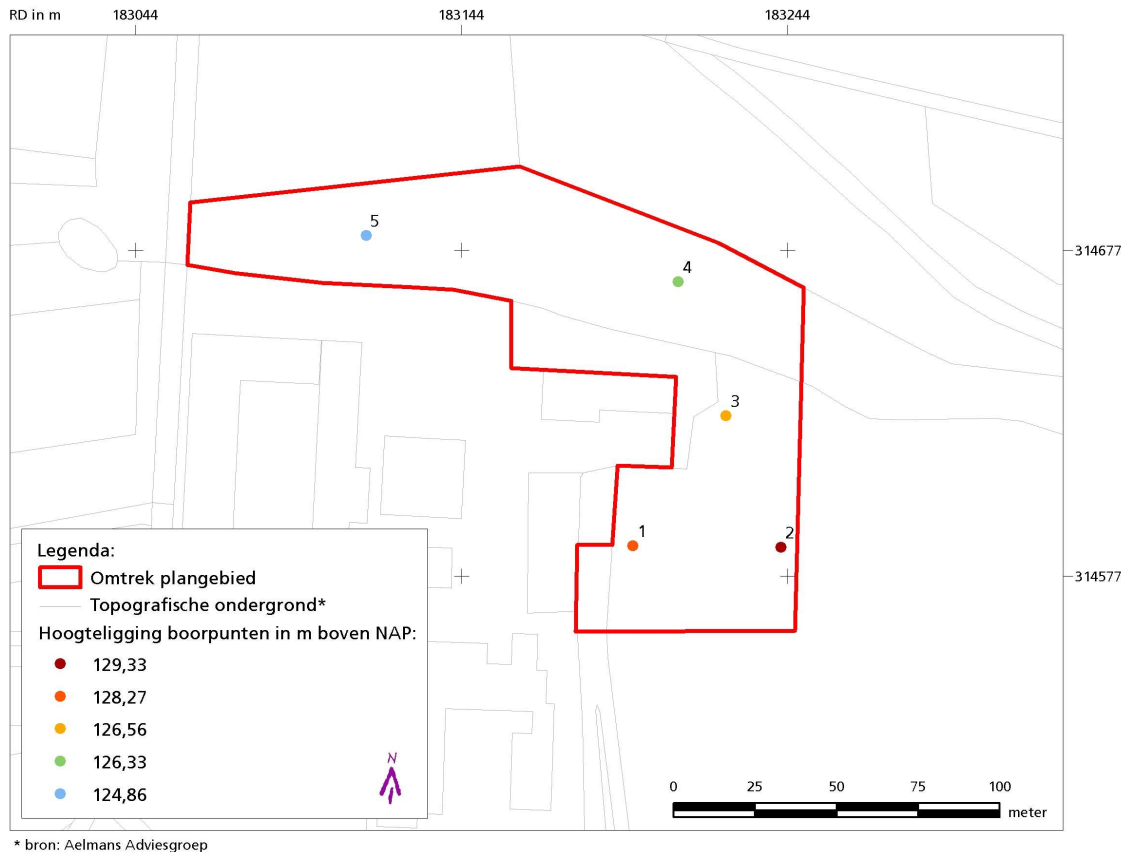 RD in m
183044 183144 183244
5
314677
4
3
1
2
314577
Legenda:
Omtrek plangebied
Topografische ondergrond*
Hoogteligging boorpunten in m boven NAP:
129,33
128,27
126,56
126,33
124,86
N
0 25 50 75 100
meter
* bron: Aelmans Adviesgroep